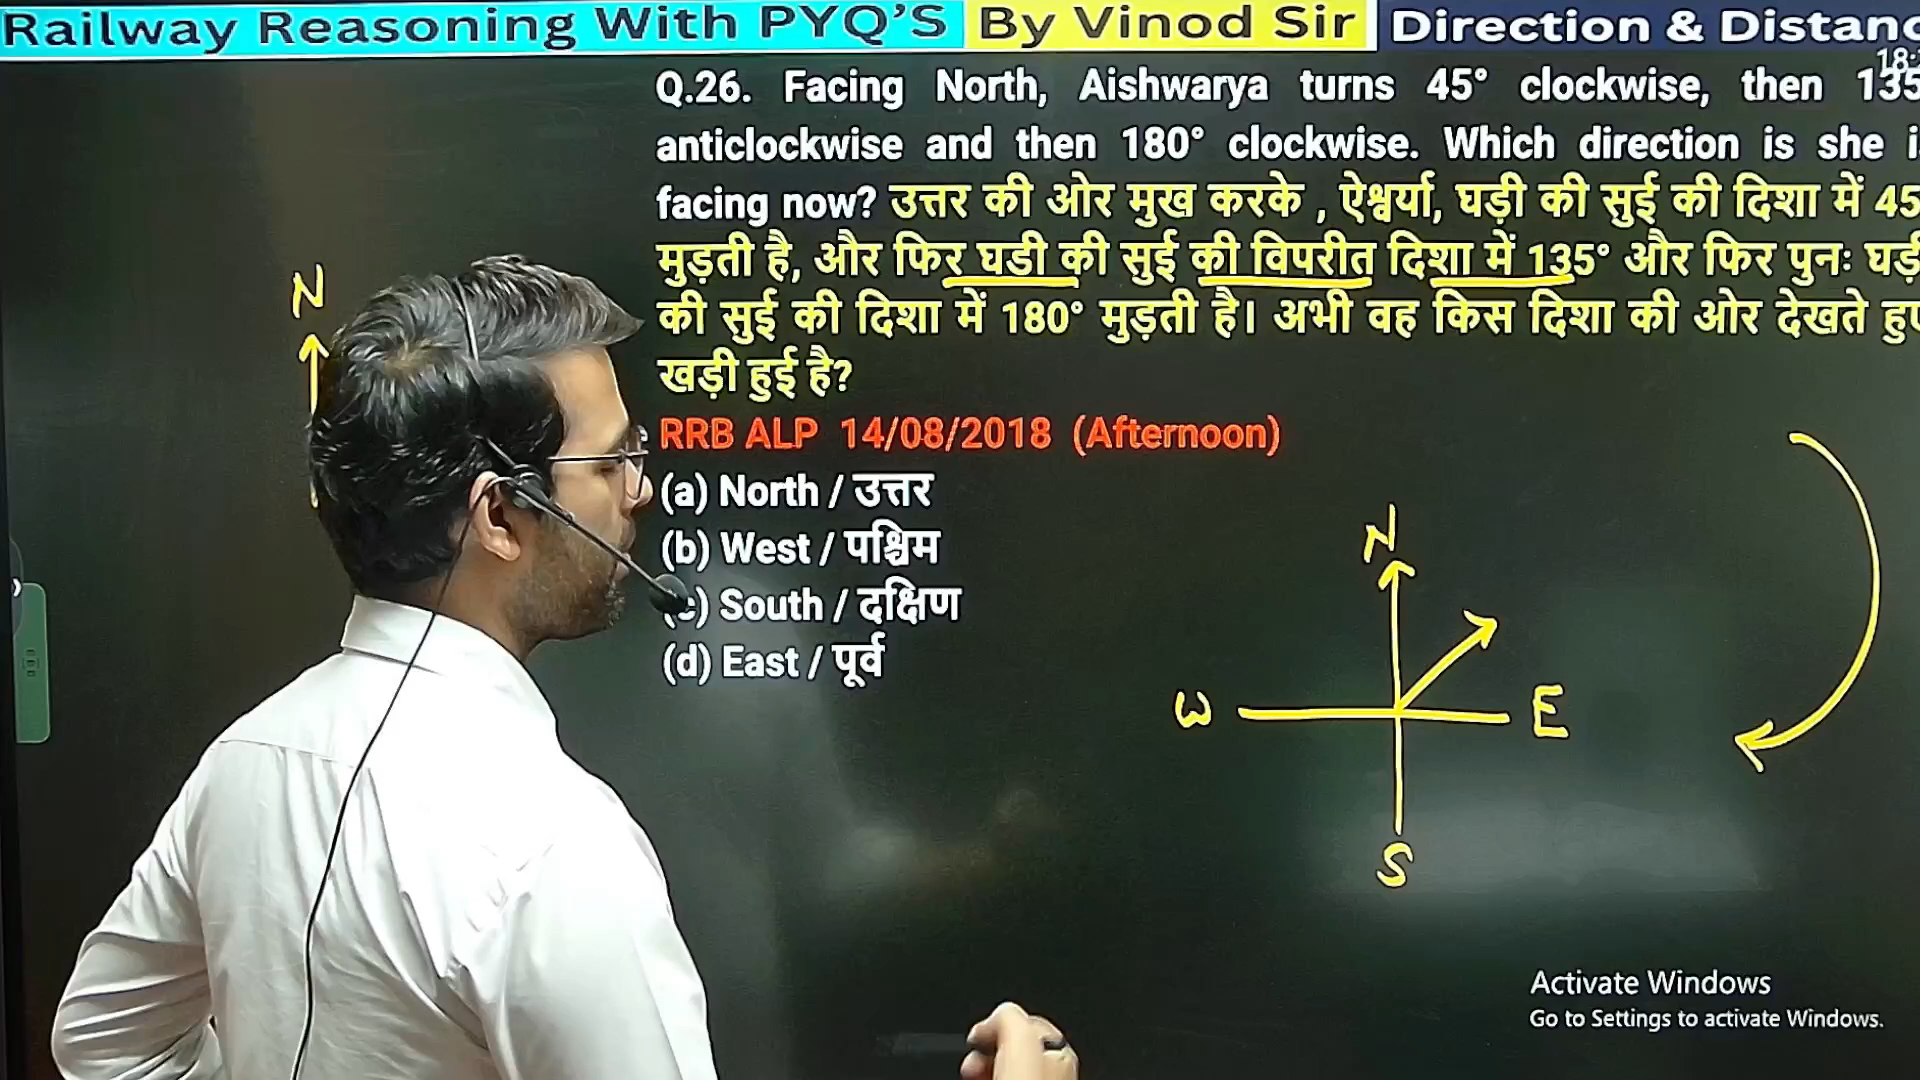 Railway Reasoning With PYQ'S By Vinod Sir Direction & Distanc
18:
Q.26. Facing North, Aishwarya turns 45° clockwise, then 135
anticlockwise and then 180° clockwise. Which direction is she is
facing now? उत्तर की ओर मुख करके , ऐश्वर्या, घड़ी की सुई की दिशा में 45
मुड़ती है, और फिर घडी की सुई की विपरीत दिशा में 135° और फिर पुनः घड़ी
की सुई की दिशा में 180° मुड़ती है। अभी वह किस दिशा की ओर देखते हुए
खड़ी हुई है?
RRB ALP 14/08/2018 (Afternoon)
(a) North / उत्तर
(b) West / पश्चिम
(c) South / दक्षिण
(d) East / पूर्व
N
N
W E
S
Activate Windows
Go to Settings to activate Windows.